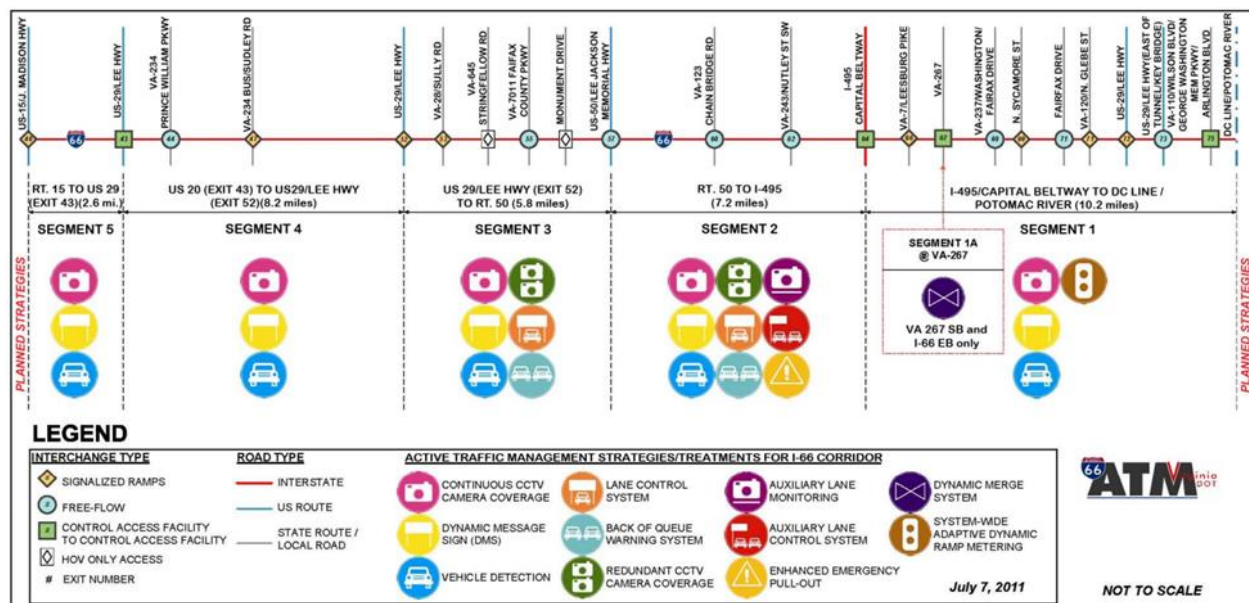 US-15/J. MADISON HWY
US-29/LEE HWY
VA-234
PRINCE WILLIAM PKWY
VA-234 BUS/SUDLEY RD
US-29/LEE HWY
VA-28/SULLY RD
VA-645
STRINGFELLOW RD
VA-7011 FAIRFAX
COUNTY PKWY
MONUMENT DRIVE
US-50/LEE JACKSON
MEMORIAL HWY
VA-123
CHAIN BRIDGE RD
VA-243/NUTLEY ST SW
I-495
CAPITAL BELTWAY
VA-7/LEESBURG PIKE
VA-267
VA-237/WASHINGTON/
FAIRAX DRIVE
N. SYCAMORE ST
FAIRFAX DRIVE
VA-120/N. GLEBE ST
US-29/LEE HWY
US-29/LEE HWY(EAST OF
TUNNEL/KEY BRIDGE)
VA-110/WILSON BLVD/
GEORGE WASHINGTON
MEM PKWY/
ARLINGTON BLVD
DC LINE/POTOMAC RIVER
40 66 43 44 47 52 53 55 57 66 60 62 64 66 67 69 69 71 73 75
RT. 15 TO US 29
(EXIT 43)(2.6 mi.)
US 20 (EXIT 43) TO US29/LEE HWY
(EXIT 52)(8.2 miles)
US 29/LEE HWY (EXIT 52)
TO RT. 50 (5.8 miles)
RT. 50 TO I-495
(7.2 miles)
I-495/CAPITAL BELTWAY TO DC LINE /
POTOMAC RIVER (10.2 miles)
SEGMENT 5
SEGMENT 4
SEGMENT 3
SEGMENT 2
SEGMENT 1
SEGMENT 1A
@ VA-267
VA 267 SB and
I-66 EB only
PLANNED STRATEGIES
PLANNED STRATEGIES
LEGEND
INTERCHANGE TYPE
# SIGNALIZED RAMPS
# FREE-FLOW
# CONTROL ACCESS FACILITY
TO CONTROL ACCESS FACILITY
HOV ONLY ACCESS
# EXIT NUMBER
ROAD TYPE
INTERSTATE
US ROUTE
STATE ROUTE /
LOCAL ROAD
ACTIVE TRAFFIC MANAGEMENT STRATEGIES/TREATMENTS FOR I-66 CORRIDOR
CONTINUOUS CCTV
CAMERA COVERAGE
DYNAMIC MESSAGE
SIGN (DMS)
VEHICLE DETECTION
LANE CONTROL
SYSTEM
BACK OF QUEUE
WARNING SYSTEM
REDUNDANT CCTV
CAMERA COVERAGE
AUXILIARY LANE
MONITORING
AUXILIARY LANE
CONTROL SYSTEM
ENHANCED EMERGENCY
PULL-OUT
DYNAMIC MERGE
SYSTEM
SYSTEM-WIDE
ADAPTIVE DYNAMIC
RAMP METERING
July 7, 2011
66 ATM
NOT TO SCALE